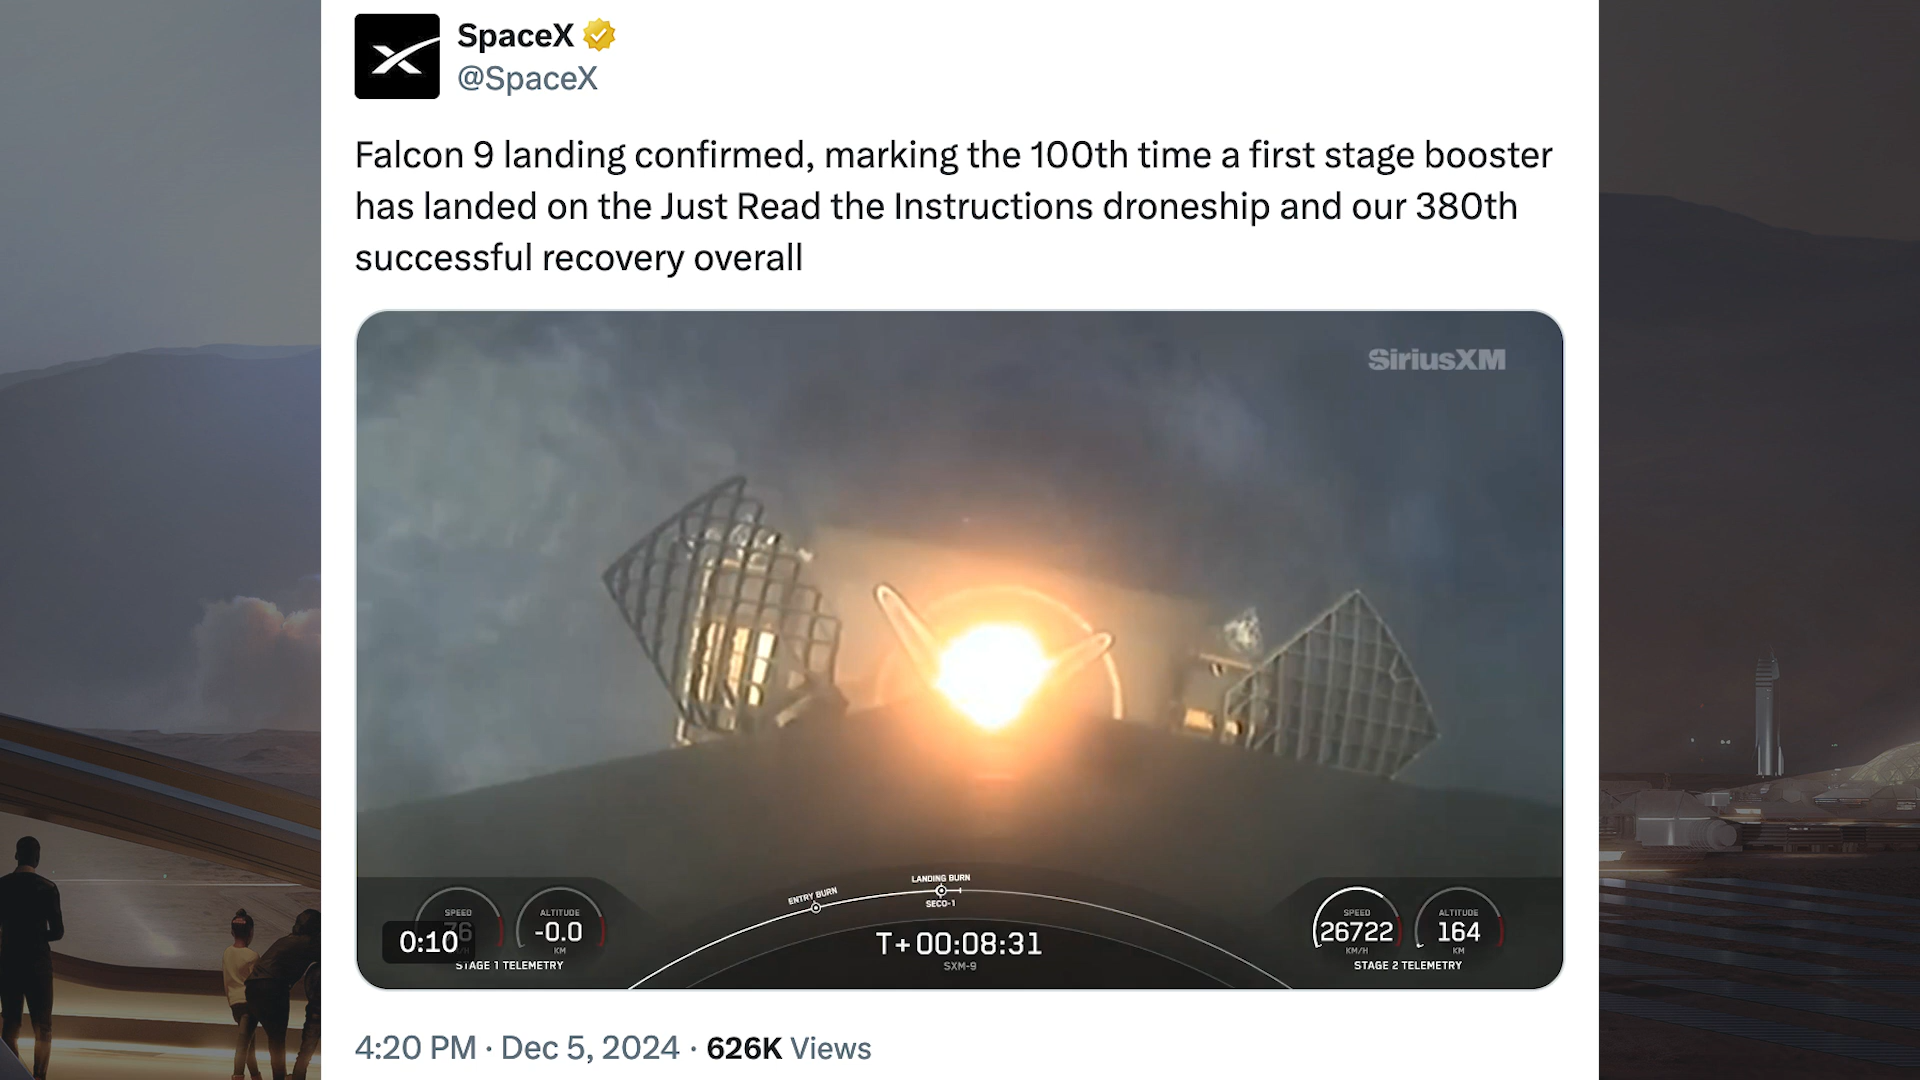 SpaceX
@SpaceX
Falcon 9 landing confirmed, marking the 100th time a first stage booster
has landed on the Just Read the Instructions droneship and our 380th
successful recovery overall
SiriusXM
ENTRY BURN
LANDING BURN
SECO-1
SPEED
76
KM/H
ALTITUDE
-0.0
KM
STAGE 1 TELEMETRY
0:10
T+00:08:31
SXM-9
SPEED
26722
KM/H
ALTITUDE
164
KM
STAGE 2 TELEMETRY
4:20 PM · Dec 5, 2024 · 626K Views